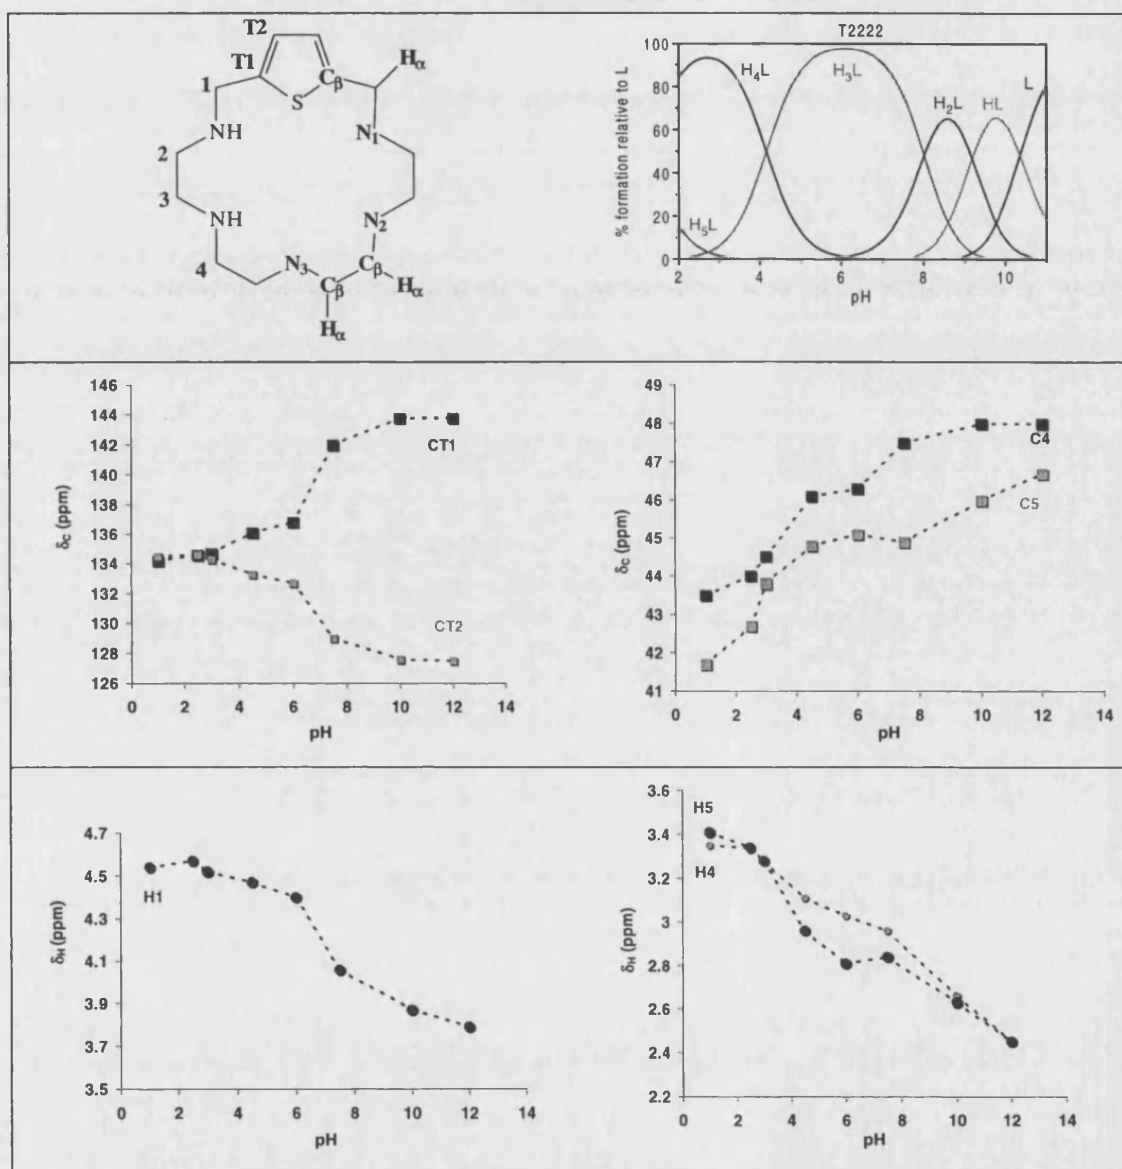 T2
T1
Cβ
Hα
1
S
NH
N1
2
3
NH
N2
4
N3
Cβ
Cβ
Hα
Hα
T2222
% formation relative to L
100
80
60
40
20
0
H4L
H3L
H2L
HL
L
H5L
2
4
6
8
10
pH
δC (ppm)
146
144
142
140
138
136
134
132
130
128
126
CT1
CT2
0
2
4
6
8
10
12
14
pH
δC (ppm)
49
48
47
46
45
44
43
42
41
C4
C5
0
2
4
6
8
10
12
14
pH
δH (ppm)
4.7
4.5
4.3
4.1
3.9
3.7
3.5
H1
0
2
4
6
8
10
12
14
pH
δH (ppm)
3.6
3.4
3.2
3
2.8
2.6
2.4
2.2
H5
H4
0
2
4
6
8
10
12
14
pH